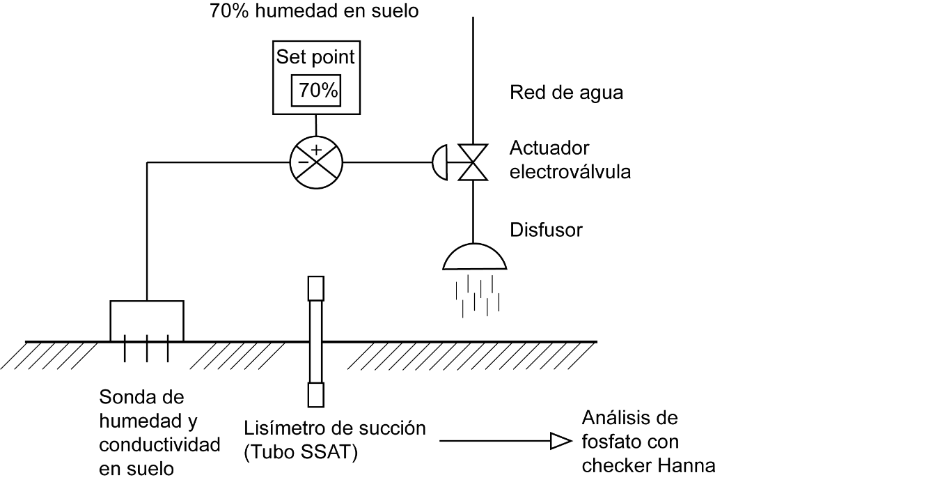 70% humedad en suelo
Set point
70%
+
−
Red de agua
Actuador
electroválvula
Disfusor
Sonda de
humedad y
conductividad
en suelo
Lisímetro de succión
(Tubo SSAT)
Análisis de
fosfato con
checker Hanna